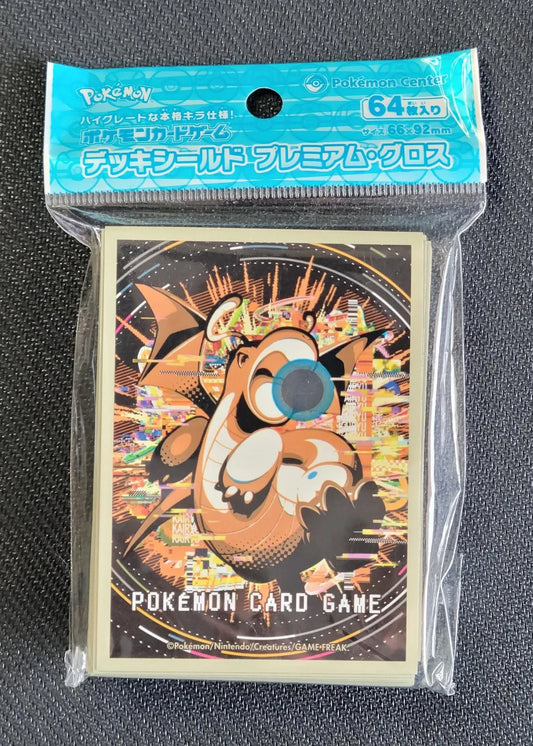 POKÉMON
Pokémon Center
ハイグレードな本格キラ仕様!
ポケモンカードゲーム
64枚入り
サイズ 66×92mm
デッキシールド プレミアム・グロス
KAIRYU
KAIRYU
KAIRYU
POKÉMON CARD GAME
©Pokémon/Nintendo/Creatures/GAME FREAK.